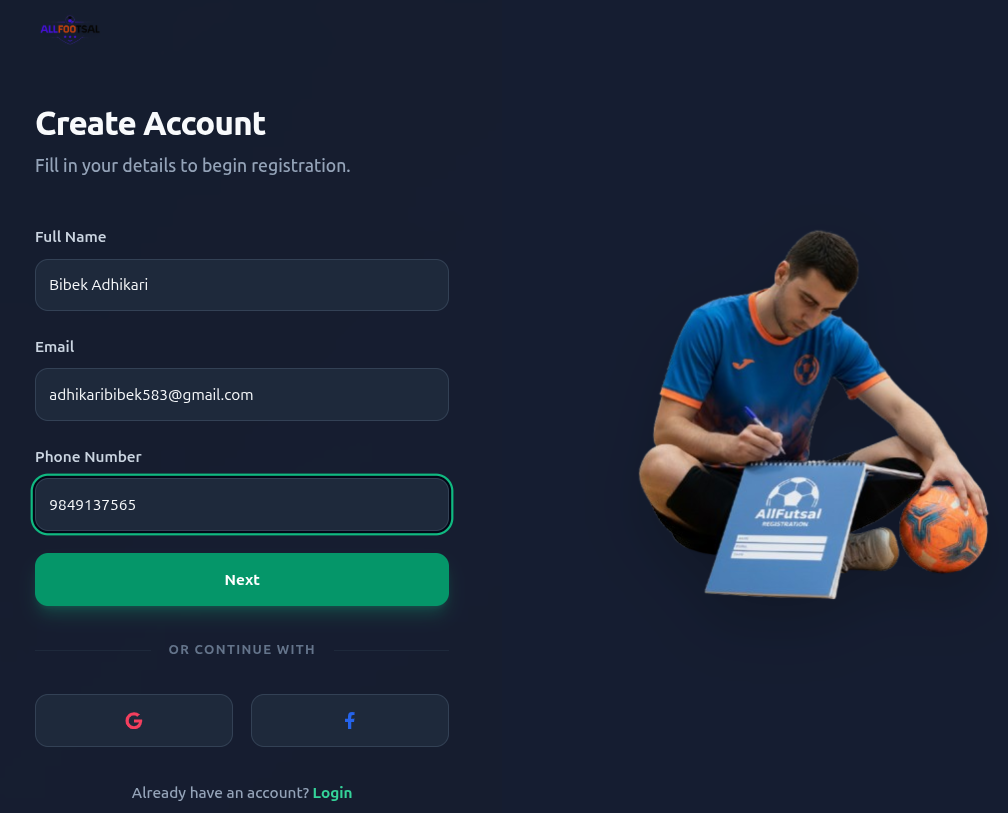 ALLFOOTSAL
Create Account
Fill in your details to begin registration.
Full Name
Bibek Adhikari
Email
adhikaribibek583@gmail.com
Phone Number
9849137565
Next
OR CONTINUE WITH
G
f
Already have an account? Login
AllFutsal
REGISTRATION